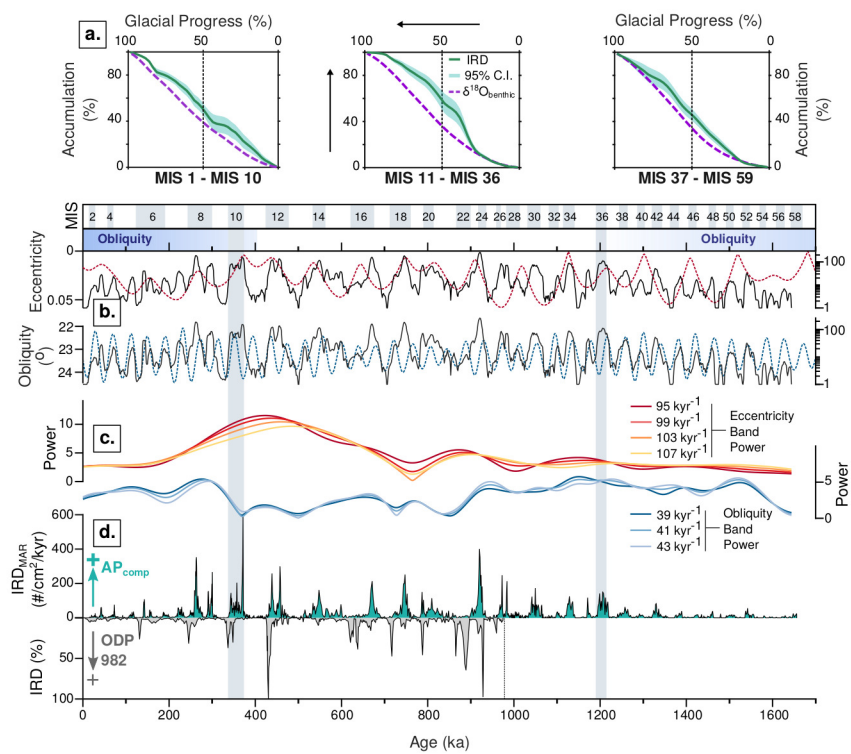 Glacial Progress (%)
Glacial Progress (%)
a.
100 50 0
100 50 0
100 50 0
Accumulation
(%)
80
40
0
80
40
0
80
40
0
Accumulation
(%)
IRD
95% C.I.
δ18Obenthic
MIS 1 - MIS 10
MIS 11 - MIS 36
MIS 37 - MIS 59
MIS
2 4 6 8 10 12 14 16 18 20 22 24 26 28 30 32 34 36 38 40 42 44 46 48 50 52 54 56 58
Obliquity
Obliquity
Eccentricity
0
0.05
100
1
b.
Obliquity
(o)
22
23
24
100
1
c.
Power
10
5
0
95 kyr-1
99 kyr-1
103 kyr-1
107 kyr-1
Eccentricity
Band
Power
Power
5
0
39 kyr-1
41 kyr-1
43 kyr-1
Obliquity
Band
Power
d.
IRDMAR
(#/cm2/kyr)
600
400
200
0
+
APcomp
ODP
982
+
IRD (%)
50
100
0 200 400 600 800 1000 1200 1400 1600
Age (ka)